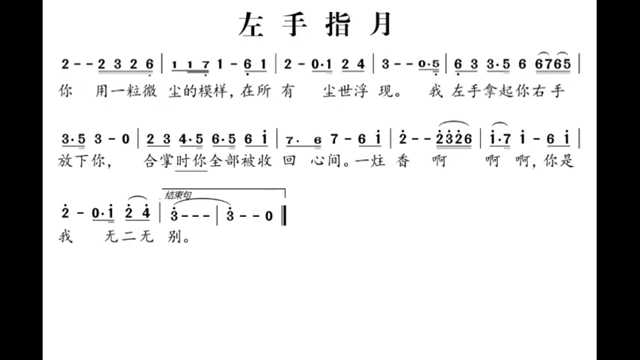 左手指月
2 - - 2 3 2 6 | 1 1 7 1 - 6 1 | 2 - 0·1 2 4 | 3 - - 0·5 | 6 3 3·5 6 6765 |
你 用一粒微 尘的模样，在所 有 尘世浮 现。 我 左手拿起你右手
3·5 3 - 0 | 2 3 4·5 6·5 6 i | 7· 6 7 - 6 i | 2 - - 2326 | i·7 i - 6 i |
放下你， 合掌时你全部被收 回 心间。一炷 香 啊 啊 啊，你是
结束句
2 - 0·1 2 4 | 3 - - - | 3 - - 0 ‖
我 无二无 别。